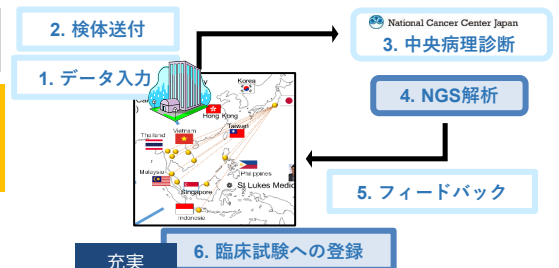 2. 検体送付
National Cancer Center Japan
3. 中央病理診断
1. データ入力
4. NGS解析
Korea
Hong Kong
Taiwan
Thailand
Vietnam
Philippines
Malaysia
Singapore
St Lukes Medic
Indonesia
5. フィードバック
6. 臨床試験への登録
充実